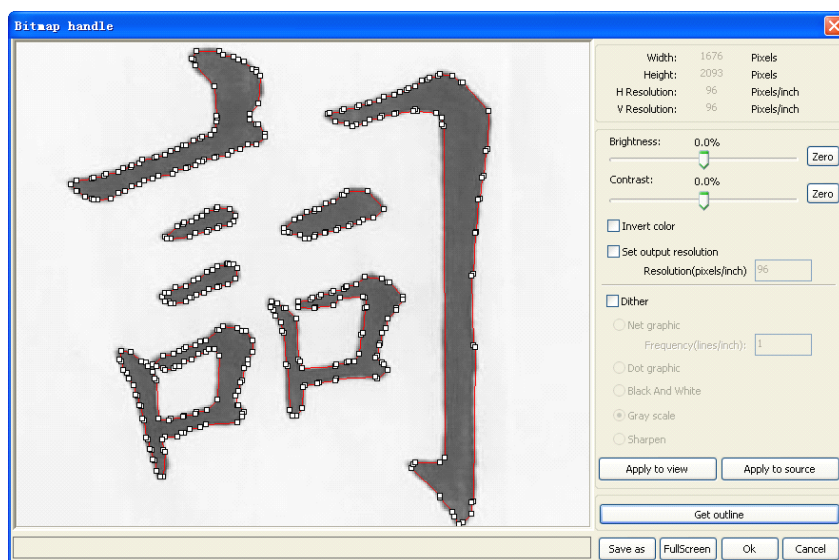 Bitmap handle
詞
Width: 1676 Pixels
Height: 2093 Pixels
H Resolution: 96 Pixels/inch
V Resolution: 96 Pixels/inch
Brightness: 0.0% Zero
Contrast: 0.0% Zero
Invert color
Set output resolution
Resolution(pixels/inch) 96
Dither
Net graphic
Frequency(lines/inch): 1
Dot graphic
Black And White
Gray scale
Sharpen
Apply to view Apply to source
Get outline
Save as FullScreen Ok Cancel